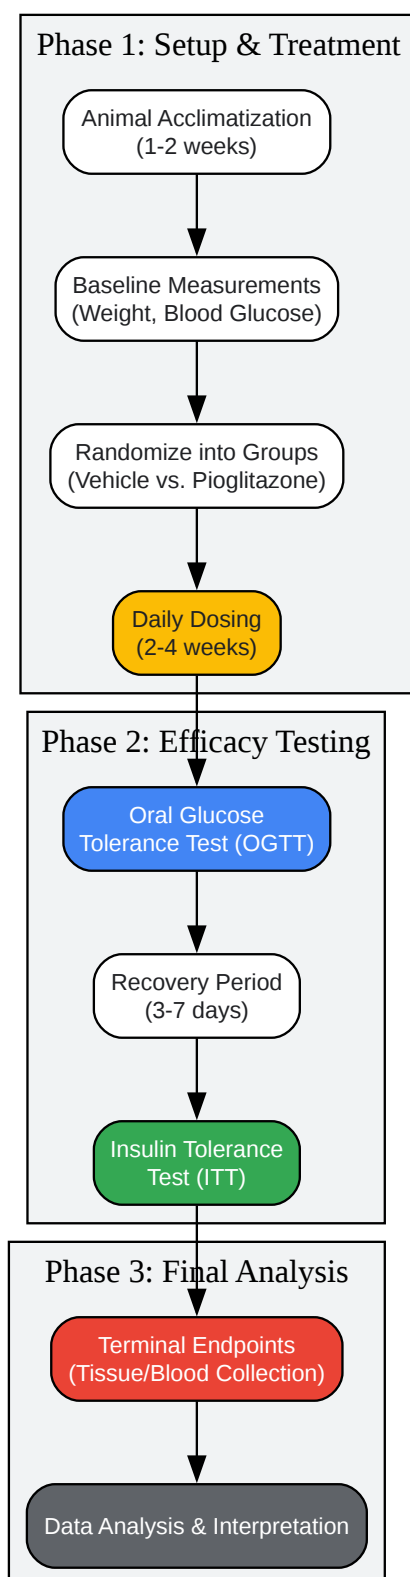 Phase 1: Setup & Treatment
Animal Acclimatization
(1-2 weeks)
Baseline Measurements
(Weight, Blood Glucose)
Randomize into Groups
(Vehicle vs. Pioglitazone)
Daily Dosing
(2-4 weeks)
Phase 2: Efficacy Testing
Oral Glucose
Tolerance Test (OGTT)
Recovery Period
(3-7 days)
Insulin Tolerance
Test (ITT)
Phase 3: Final Analysis
Terminal Endpoints
(Tissue/Blood Collection)
Data Analysis & Interpretation